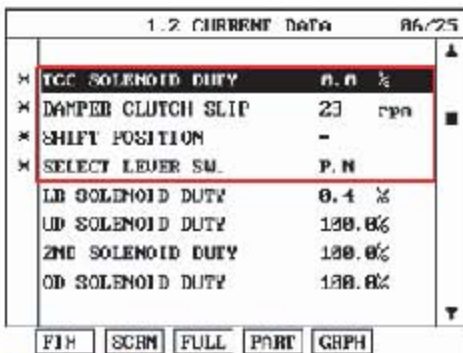 1.2 CURRENT DATA 06/25
* TCC SOLENOID DUTY 0.0 %
* DAMPER CLUTCH SLIP 23 rpm
* SHIFT POSITION -
* SELECT LEVER SW. P.N
LR SOLENOID DUTY 0.4 %
UD SOLENOID DUTY 100.0%
2ND SOLENOID DUTY 100.0%
OD SOLENOID DUTY 100.0%
FIX SCRN FULL PART GRPH